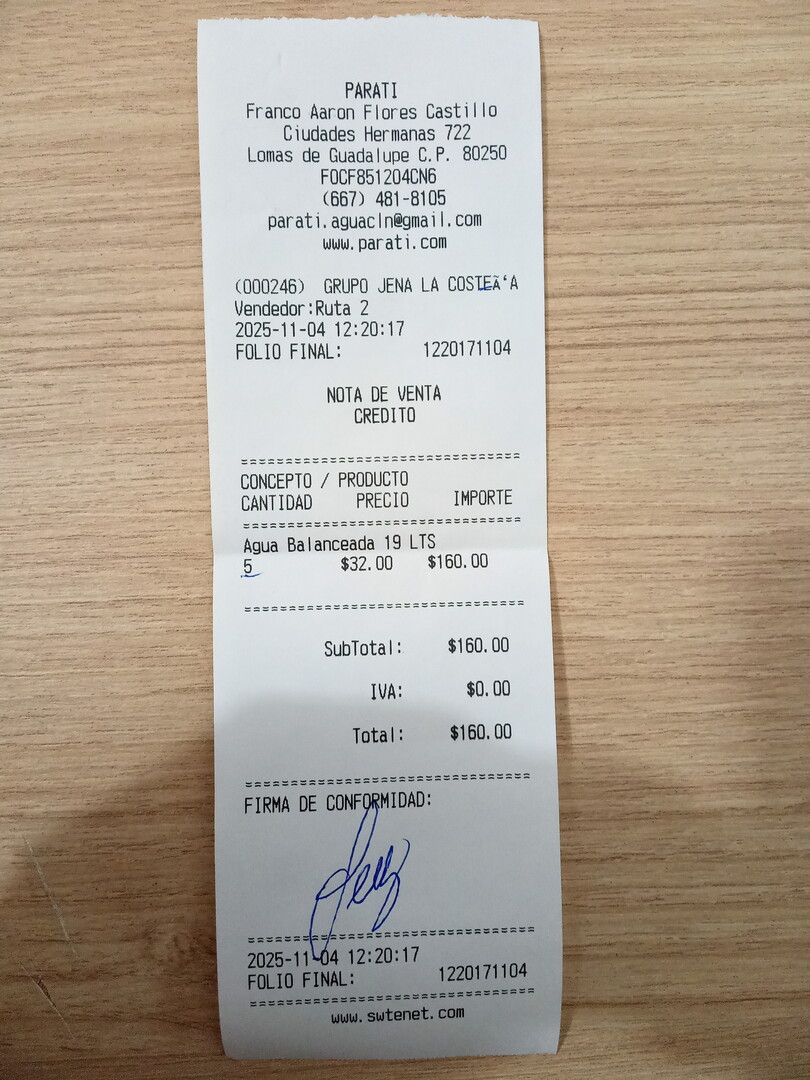 PARATI
Franco Aaron Flores Castillo
Ciudades Hermanas 722
Lomas de Guadalupe C.P. 80250
FOCF851204CN6
(667) 481-8105
parati.aguacln@gmail.com
www.parati.com
(000246) GRUPO JENA LA COSTEÃ‘A
Vendedor:Ruta 2
2025-11-04 12:20:17
FOLIO FINAL: 1220171104
NOTA DE VENTA
CREDITO
CONCEPTO / PRODUCTO
CANTIDAD PRECIO IMPORTE
Agua Balanceada 19 LTS
5 $32.00 $160.00
SubTotal: $160.00
IVA: $0.00
Total: $160.00
FIRMA DE CONFORMIDAD:
2025-11-04 12:20:17
FOLIO FINAL: 1220171104
www.swtenet.com